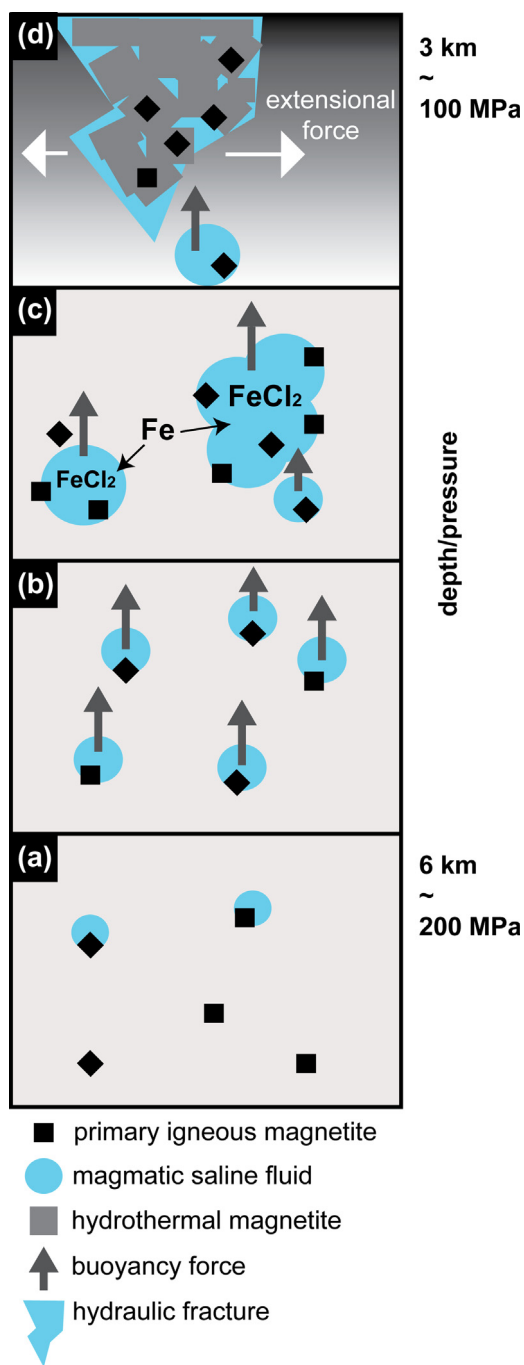 (d)
extensional
force
3 km
~
100 MPa
(c)
FeCl₂
Fe
FeCl₂
depth/pressure
(b)
(a)
6 km
~
200 MPa
primary igneous magnetite
magmatic saline fluid
hydrothermal magnetite
buoyancy force
hydraulic fracture